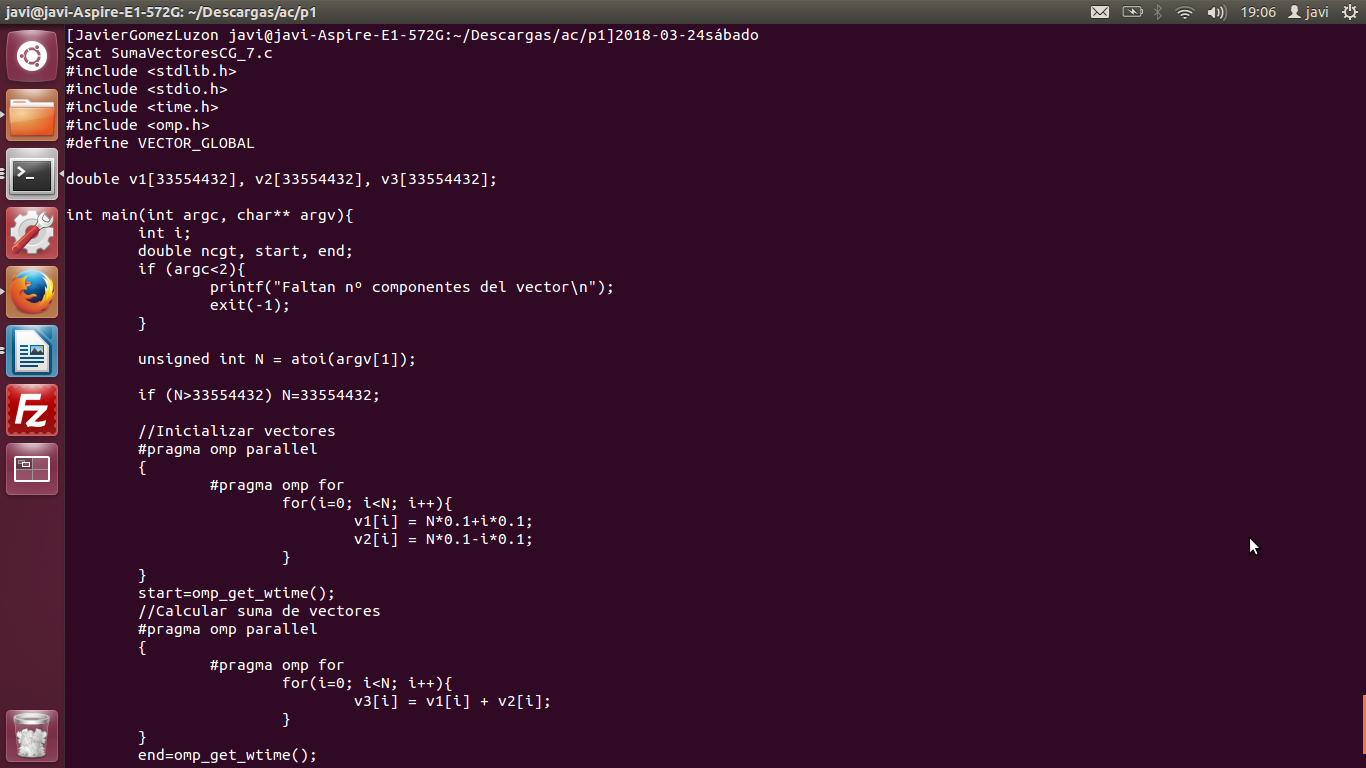 javi@javi-Aspire-E1-572G: ~/Descargas/ac/p1
19:06 javi
[JavierGomezLuzon javi@javi-Aspire-E1-572G:~/Descargas/ac/p1]2018-03-24sábado
$cat SumaVectoresCG_7.c
#include <stdlib.h>
#include <stdio.h>
#include <time.h>
#include <omp.h>
#define VECTOR_GLOBAL
double v1[33554432], v2[33554432], v3[33554432];
int main(int argc, char** argv){
int i;
double ncgt, start, end;
if (argc<2){
printf("Faltan nº componentes del vector\n");
exit(-1);
}
unsigned int N = atoi(argv[1]);
if (N>33554432) N=33554432;
//Inicializar vectores
#pragma omp parallel
{
#pragma omp for
for(i=0; i<N; i++){
v1[i] = N*0.1+i*0.1;
v2[i] = N*0.1-i*0.1;
}
}
start=omp_get_wtime();
//Calcular suma de vectores
#pragma omp parallel
{
#pragma omp for
for(i=0; i<N; i++){
v3[i] = v1[i] + v2[i];
}
}
end=omp_get_wtime();
>_
Fz